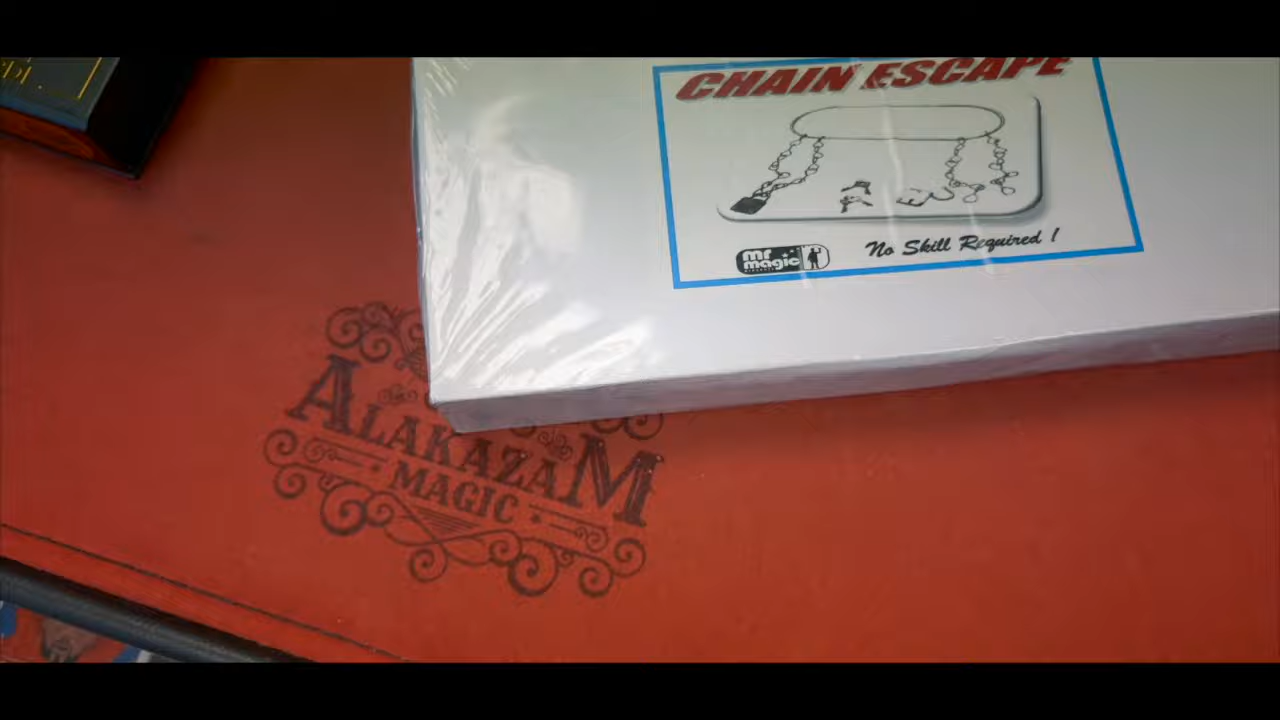 CHAIN ESCAPE
mr
magic
No Skill Required !
ALAKAZAM
MAGIC